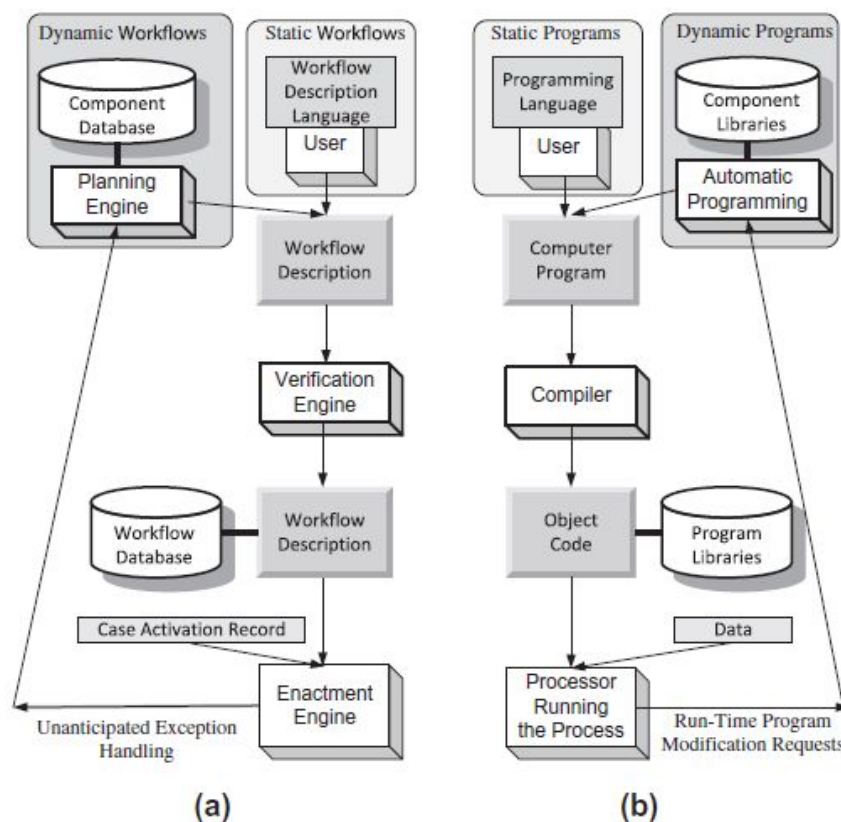 Dynamic Workflows
Component
Database
Planning
Engine
Static Workflows
Workflow
Description
Language
User
Workflow
Description
Verification
Engine
Workflow
Database
Workflow
Description
Case Activation Record
Enactment
Engine
Unanticipated Exception
Handling
(a)
Static Programs
Programming
Language
User
Dynamic Programs
Component
Libraries
Automatic
Programming
Computer
Program
Compiler
Object
Code
Program
Libraries
Data
Processor
Running
the Process
Run-Time Program
Modification Requests
(b)